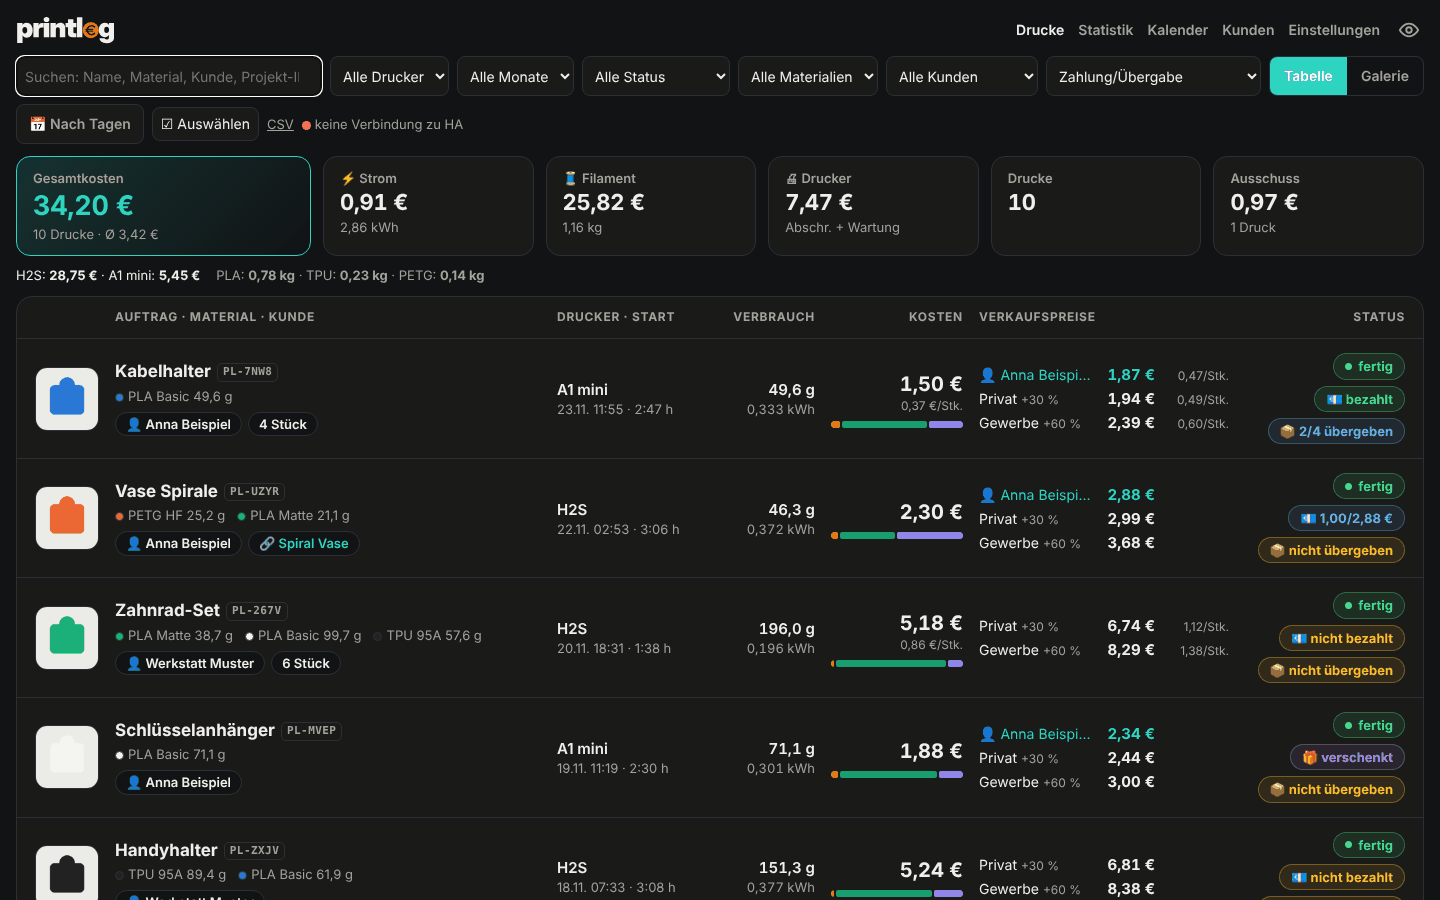 printlog
Drucke Statistik Kalender Kunden Einstellungen
Suchen: Name, Material, Kunde, Alle Drucker Alle Monate Alle Status Alle Materialien Alle Kunden Zahlung/Übergabe Tabelle Galerie
📅 Nach Tagen ☑ Auswählen CSV keine Verbindung zu HA
Gesamtkosten
34,20 €
10 Drucke · Ø 3,42 €
⚡ Strom
0,91 €
2,86 kWh
🧵 Filament
25,82 €
1,16 kg
🖨 Drucker
7,47 €
Abschr. + Wartung
Drucke
10
Ausschuss
0,97 €
1 Druck
H2S: 28,75 € · A1 mini: 5,45 € PLA: 0,78 kg · TPU: 0,23 kg · PETG: 0,14 kg
AUFTRAG · MATERIAL · KUNDE DRUCKER · START VERBRAUCH KOSTEN VERKAUFSPREISE STATUS
Kabelhalter PL-7NW8
PLA Basic 49,6 g
👤 Anna Beispiel 4 Stück
A1 mini
23.11. 11:55 · 2:47 h
49,6 g
0,333 kWh
1,50 €
0,37 €/Stk.
👤 Anna Beispi... 1,87 € 0,47/Stk.
Privat +30 % 1,94 € 0,49/Stk.
Gewerbe +60 % 2,39 € 0,60/Stk.
fertig
💶 bezahlt
📦 2/4 übergeben
Vase Spirale PL-UZYR
PETG HF 25,2 g PLA Matte 21,1 g
👤 Anna Beispiel 🔗 Spiral Vase
H2S
22.11. 02:53 · 3:06 h
46,3 g
0,372 kWh
2,30 €
👤 Anna Beispi... 2,88 €
Privat +30 % 2,99 €
Gewerbe +60 % 3,68 €
fertig
💶 1,00/2,88 €
📦 nicht übergeben
Zahnrad-Set PL-267V
PLA Matte 38,7 g PLA Basic 99,7 g TPU 95A 57,6 g
👤 Werkstatt Muster 6 Stück
H2S
20.11. 18:31 · 1:38 h
196,0 g
0,196 kWh
5,18 €
0,86 €/Stk.
Privat +30 % 6,74 € 1,12/Stk.
Gewerbe +60 % 8,29 € 1,38/Stk.
fertig
💶 nicht bezahlt
📦 nicht übergeben
Schlüsselanhänger PL-MVEP
PLA Basic 71,1 g
👤 Anna Beispiel
A1 mini
19.11. 11:19 · 2:30 h
71,1 g
0,301 kWh
1,88 €
👤 Anna Beispi... 2,34 €
Privat +30 % 2,44 €
Gewerbe +60 % 3,00 €
fertig
🎁 verschenkt
📦 nicht übergeben
Handyhalter PL-ZXJV
TPU 95A 89,4 g PLA Basic 61,9 g
H2S
18.11. 07:33 · 3:08 h
151,3 g
0,377 kWh
5,24 €
Privat +30 % 6,81 €
Gewerbe +60 % 8,38 €
fertig
💶 nicht bezahlt